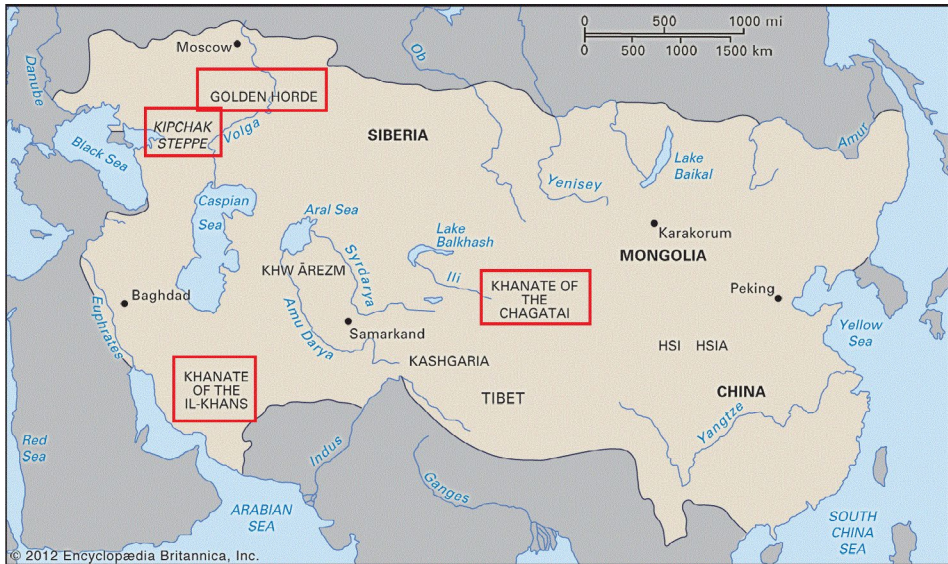 0 500 1000 mi
0 500 1000 1500 km
Moscow
Ob
Danube
GOLDEN HORDE
KIPCHAK
STEPPE
Volga
SIBERIA
Amur
Black Sea
Lake
Baikal
Yenisey
Caspian
Sea
Aral Sea
Lake
Balkhash
Karakorum
MONGOLIA
KHW ĀREZM
Syrdarya
Ili
KHANATE OF
THE
CHAGATAI
Peking
Baghdad
Euphrates
Amu Darya
Samarkand
Yellow
Sea
HSI HSIA
KASHGARIA
KHANATE
OF THE
IL-KHANS
TIBET
CHINA
Yangtze
Red
Sea
Indus
Ganges
ARABIAN
SEA
SOUTH
CHINA
SEA
© 2012 Encyclopædia Britannica, Inc.